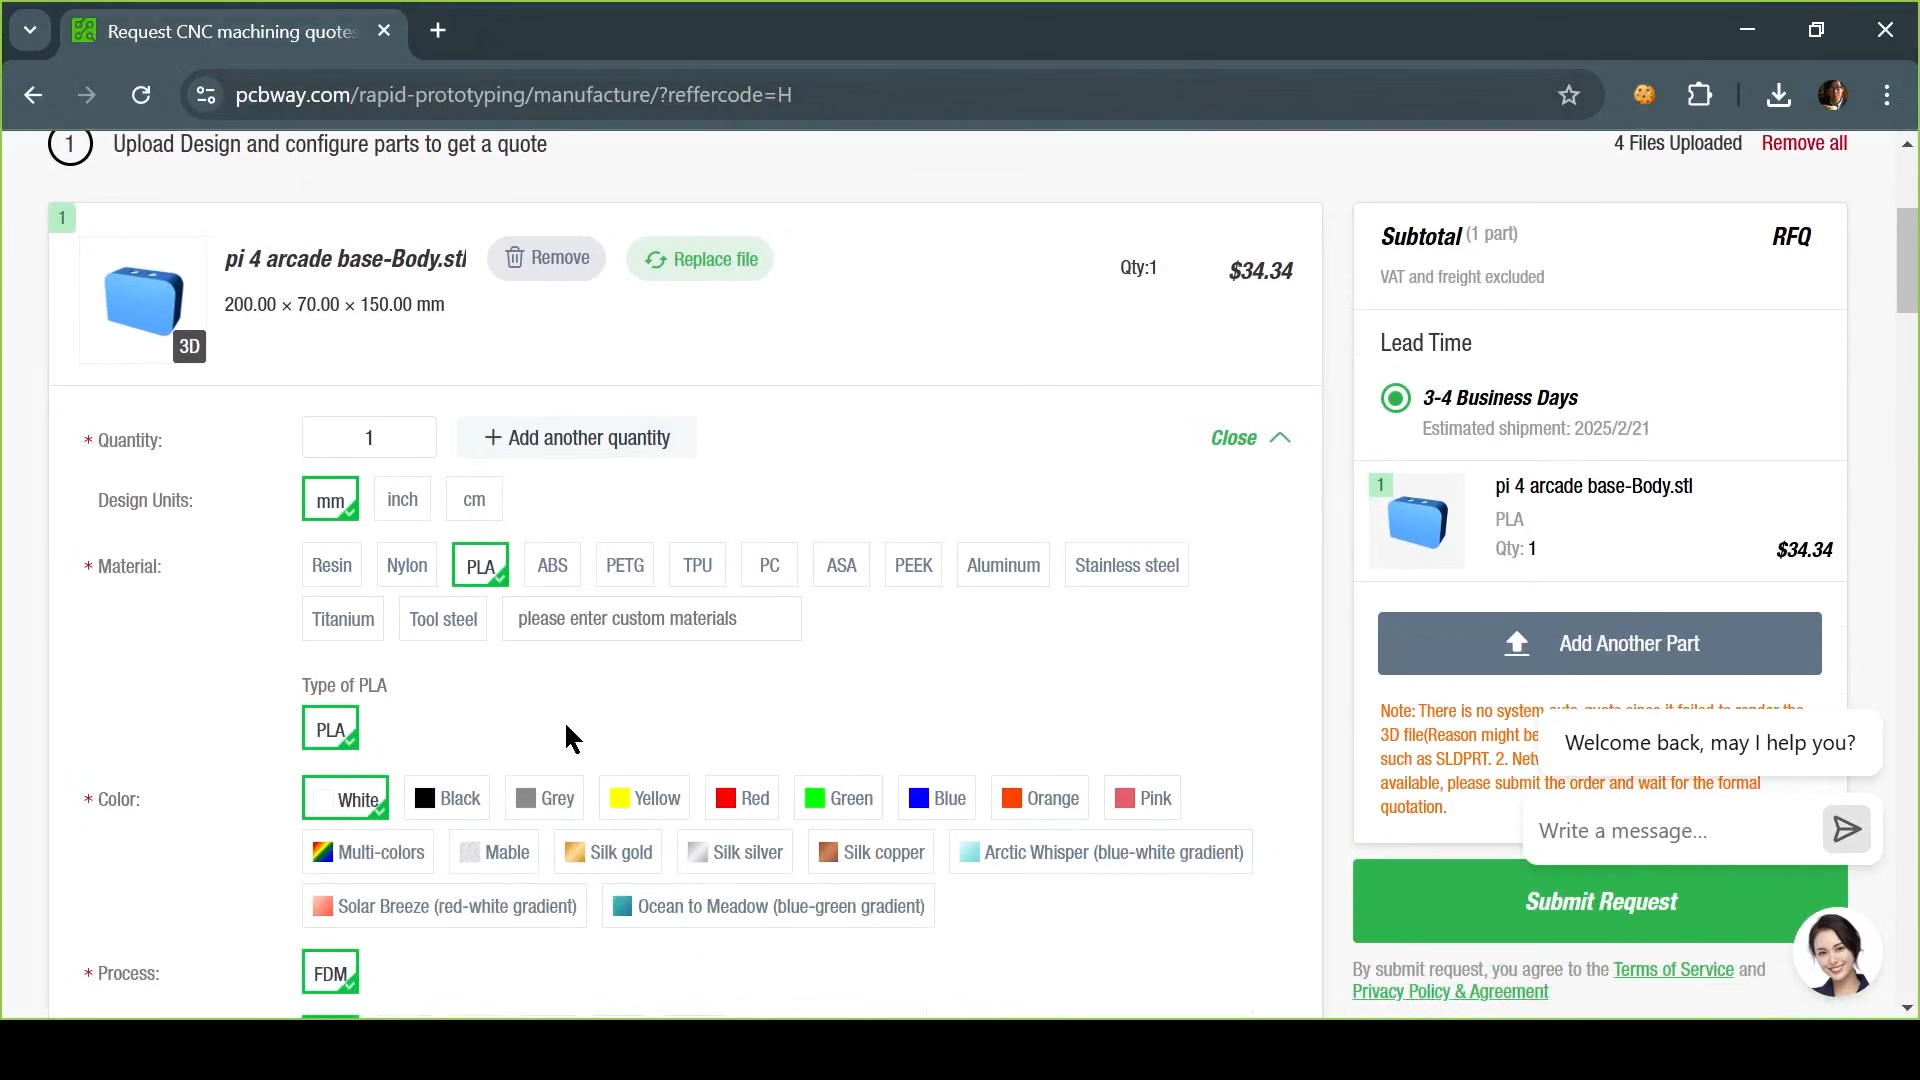 Request CNC machining quotes
pcbway.com/rapid-prototyping/manufacture/?reffercode=H
1 Upload Design and configure parts to get a quote
4 Files Uploaded Remove all
1
pi 4 arcade base-Body.stl Remove Replace file
200.00 × 70.00 × 150.00 mm
3D
Qty:1 $34.34
* Quantity: 1 + Add another quantity Close
Design Units: mm inch cm
* Material: Resin Nylon PLA ABS PETG TPU PC ASA PEEK Aluminum Stainless steel
Titanium Tool steel please enter custom materials
Type of PLA
PLA
* Color: White Black Grey Yellow Red Green Blue Orange Pink
Multi-colors Mable Silk gold Silk silver Silk copper Arctic Whisper (blue-white gradient)
Solar Breeze (red-white gradient) Ocean to Meadow (blue-green gradient)
* Process: FDM
Subtotal (1 part) RFQ
VAT and freight excluded
Lead Time
3-4 Business Days
Estimated shipment: 2025/2/21
1 pi 4 arcade base-Body.stl
PLA
Qty: 1 $34.34
Add Another Part
Note: There is no system
3D file(Reason might be
such as SLDPRT. 2.
available, please submit the order and wait for the formal
quotation.
Welcome back, may I help you?
Write a message...
Submit Request
By submit request, you agree to the Terms of Service and
Privacy Policy & Agreement